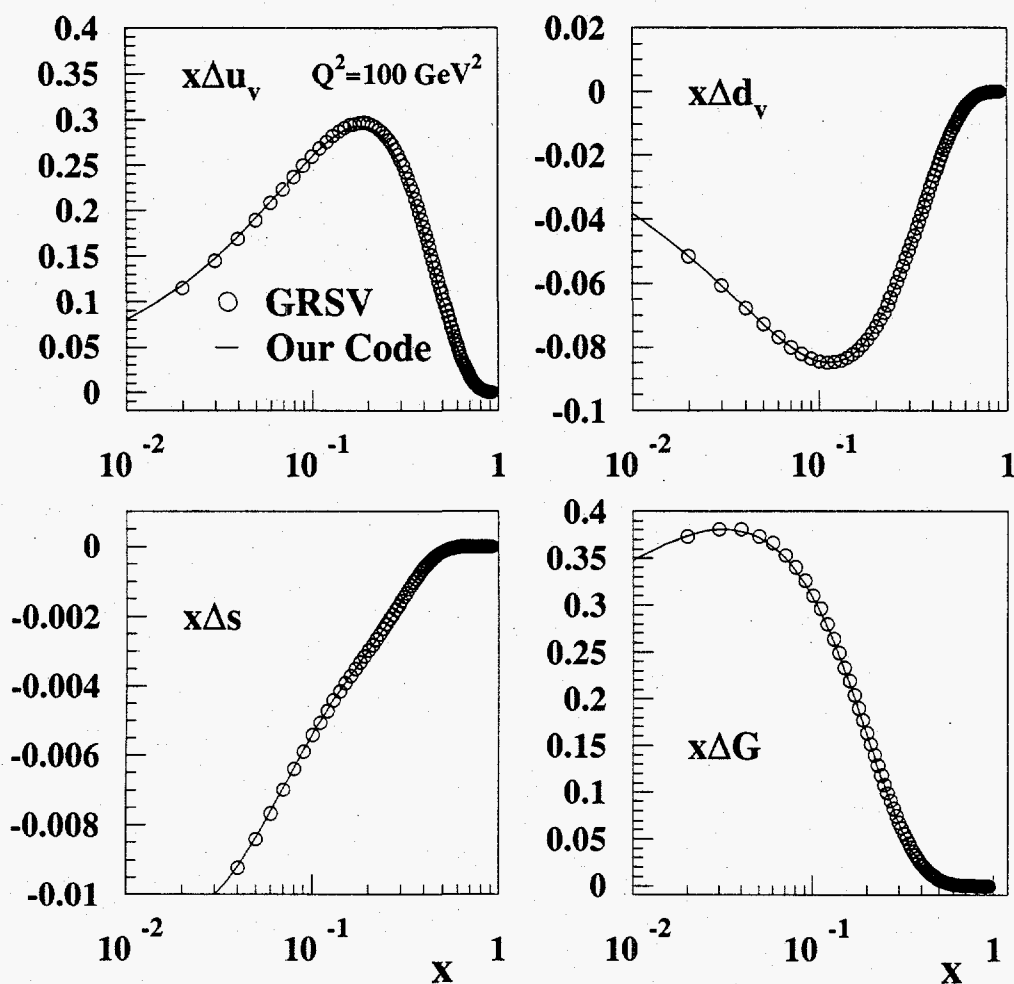 0.4
0.35
0.3
0.25
0.2
0.15
0.1
0.05
0
xΔu_v
Q²=100 GeV²
○ GRSV
— Our Code
10⁻² 10⁻¹ 1
0.02
0
-0.02
-0.04
-0.06
-0.08
-0.1
xΔd_v
10⁻² 10⁻¹ 1
0
-0.002
-0.004
-0.006
-0.008
-0.01
xΔs
10⁻² 10⁻¹ 1
x
0.4
0.35
0.3
0.25
0.2
0.15
0.1
0.05
0
xΔG
10⁻² 10⁻¹ 1
x